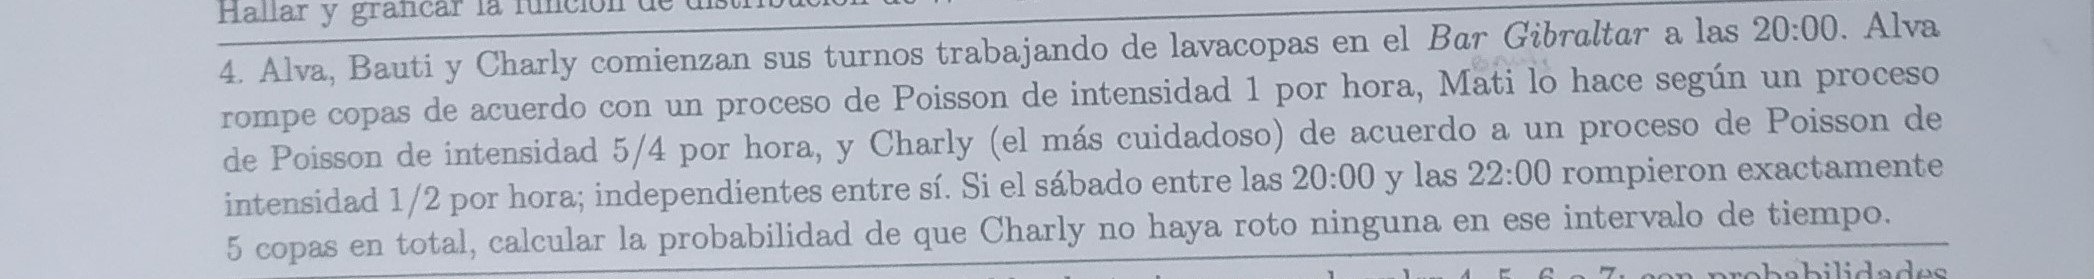 Hallar y graficar la función de distribución de
4. Alva, Bauti y Charly comienzan sus turnos trabajando de lavacopas en el Bar Gibraltar a las 20:00. Alva
rompe copas de acuerdo con un proceso de Poisson de intensidad 1 por hora, Mati lo hace según un proceso
de Poisson de intensidad 5/4 por hora, y Charly (el más cuidadoso) de acuerdo a un proceso de Poisson de
intensidad 1/2 por hora; independientes entre sí. Si el sábado entre las 20:00 y las 22:00 rompieron exactamente
5 copas en total, calcular la probabilidad de que Charly no haya roto ninguna en ese intervalo de tiempo.
4, 5, 6 o 7; con probabilidades